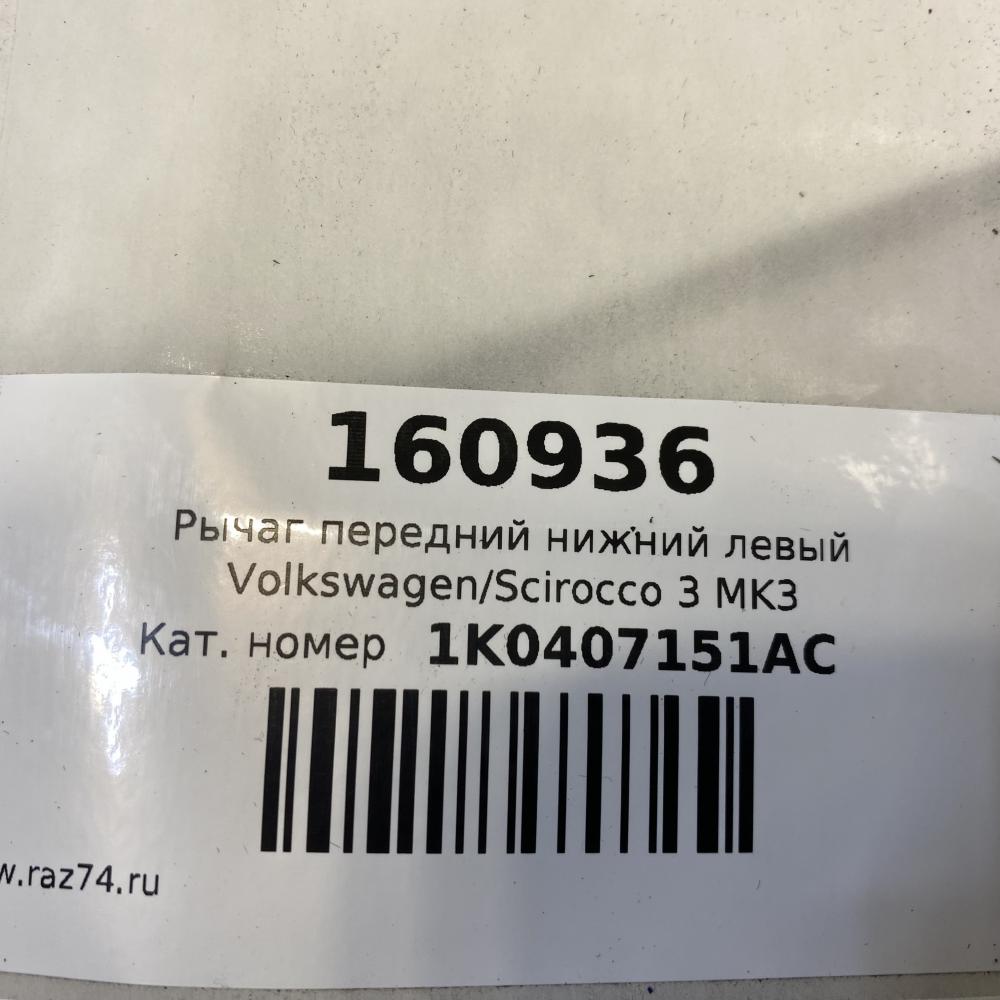 160936
Рычаг передний нижний левый
Volkswagen/Scirocco 3 MK3
Кат. номер 1K0407151AC
w.raz74.ru